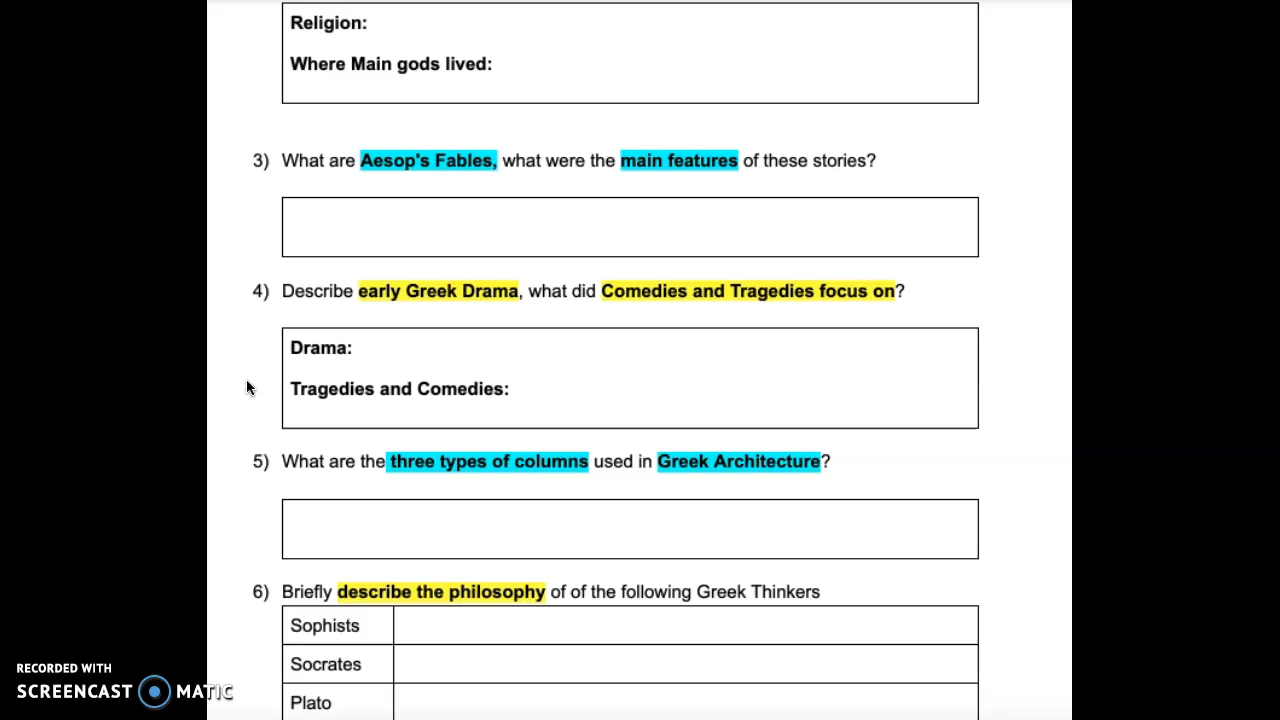 Religion:
Where Main gods lived:
3) What are Aesop's Fables, what were the main features of these stories?
4) Describe early Greek Drama, what did Comedies and Tragedies focus on?
Drama:
Tragedies and Comedies:
5) What are the three types of columns used in Greek Architecture?
6) Briefly describe the philosophy of of the following Greek Thinkers
Sophists
Socrates
Plato
RECORDED WITH
SCREENCAST MATIC